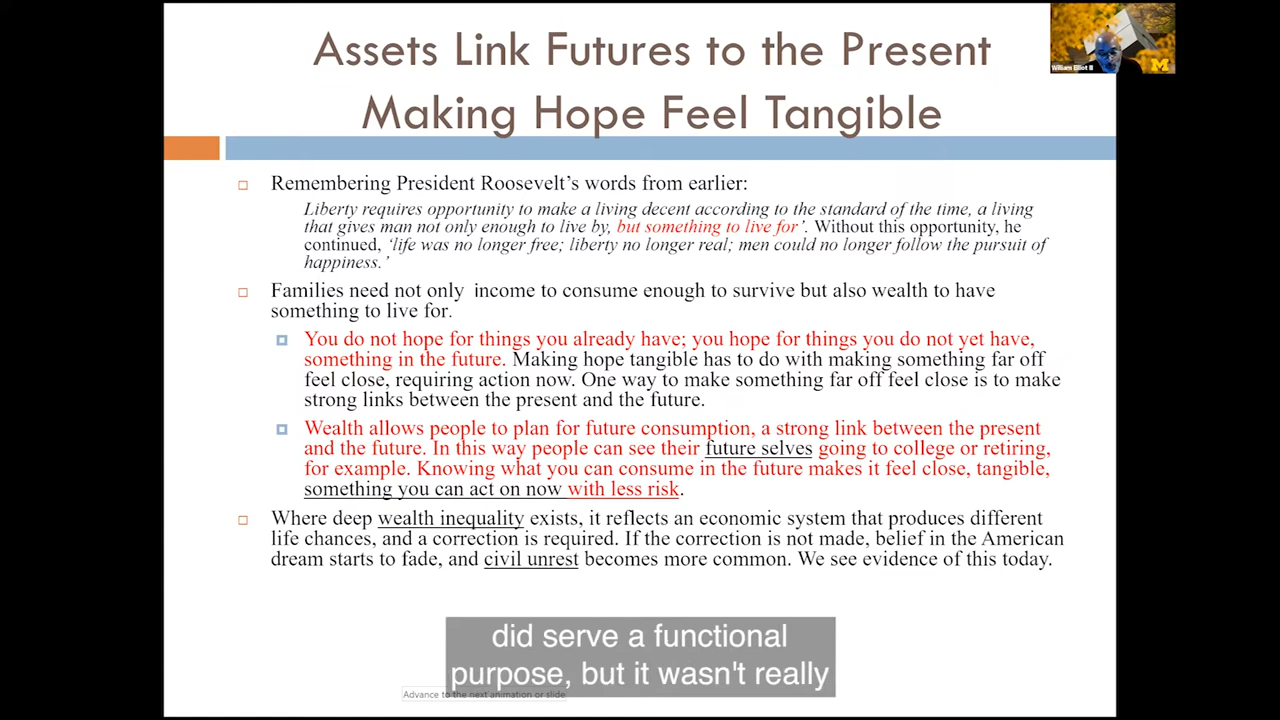 Assets Link Futures to the Present
Making Hope Feel Tangible
William Elliot II
M
Remembering President Roosevelt's words from earlier:
Liberty requires opportunity to make a living decent according to the standard of the time, a living
that gives man not only enough to live by, but something to live for'. Without this opportunity, he
continued, 'life was no longer free; liberty no longer real; men could no longer follow the pursuit of
happiness.'
Families need not only income to consume enough to survive but also wealth to have
something to live for.
You do not hope for things you already have; you hope for things you do not yet have,
something in the future. Making hope tangible has to do with making something far off
feel close, requiring action now. One way to make something far off feel close is to make
strong links between the present and the future.
Wealth allows people to plan for future consumption, a strong link between the present
and the future. In this way people can see their future selves going to college or retiring,
for example. Knowing what you can consume in the future makes it feel close, tangible,
something you can act on now with less risk.
Where deep wealth inequality exists, it reflects an economic system that produces different
life chances, and a correction is required. If the correction is not made, belief in the American
dream starts to fade, and civil unrest becomes more common. We see evidence of this today.
did serve a functional
purpose, but it wasn't really
Advance to the next animation or slide